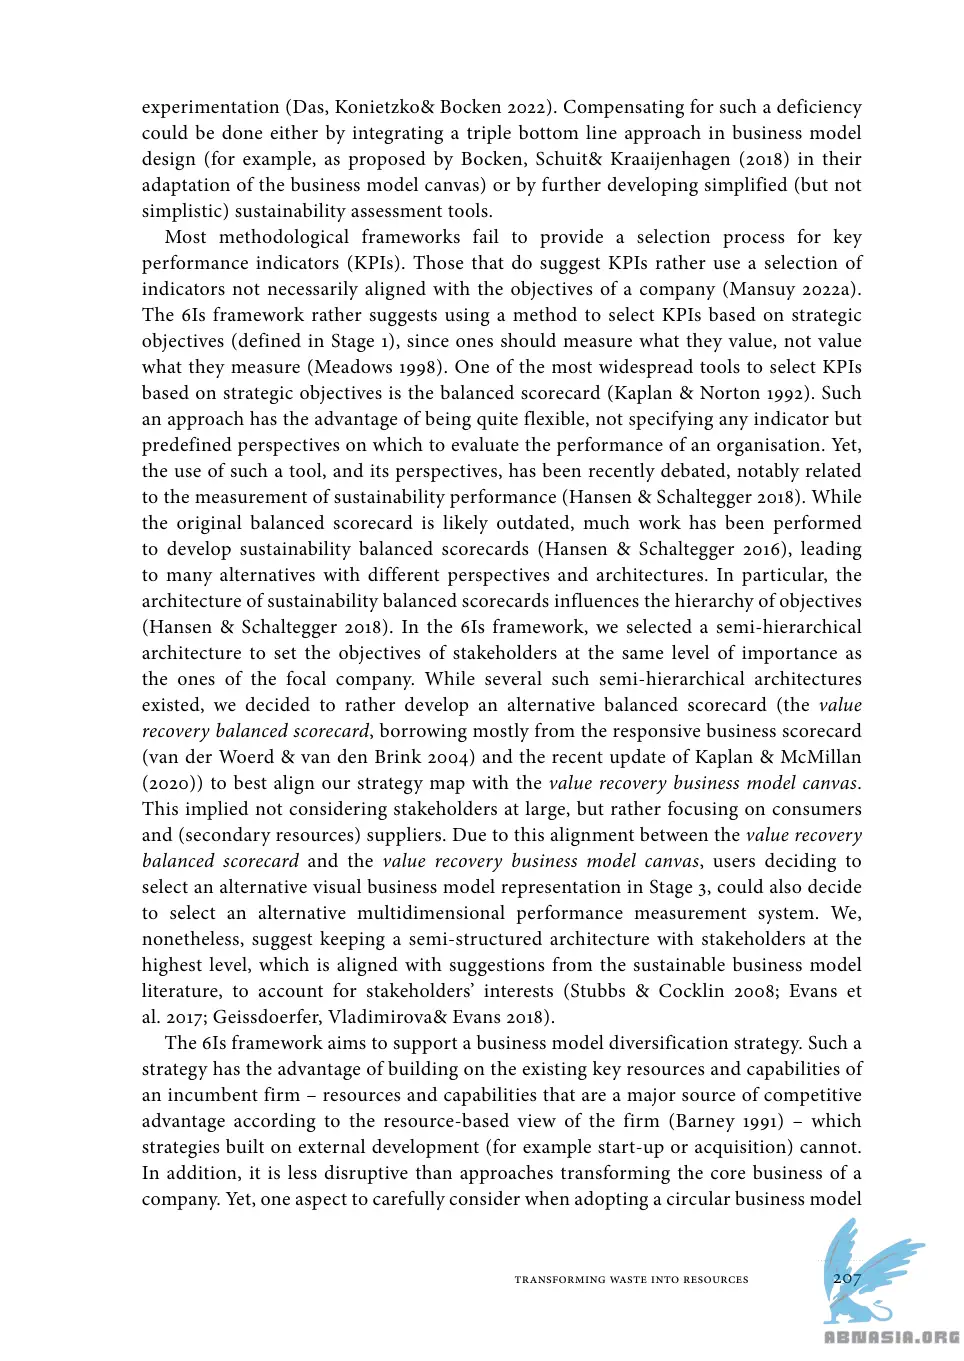 experimentation (Das, Konietzko& Bocken 2022). Compensating for such a deficiency
could be done either by integrating a triple bottom line approach in business model
design (for example, as proposed by Bocken, Schuit& Kraaijenhagen (2018) in their
adaptation of the business model canvas) or by further developing simplified (but not
simplistic) sustainability assessment tools.
Most methodological frameworks fail to provide a selection process for key
performance indicators (KPIs). Those that do suggest KPIs rather use a selection of
indicators not necessarily aligned with the objectives of a company (Mansuy 2022a).
The 6Is framework rather suggests using a method to select KPIs based on strategic
objectives (defined in Stage 1), since ones should measure what they value, not value
what they measure (Meadows 1998). One of the most widespread tools to select KPIs
based on strategic objectives is the balanced scorecard (Kaplan & Norton 1992). Such
an approach has the advantage of being quite flexible, not specifying any indicator but
predefined perspectives on which to evaluate the performance of an organisation. Yet,
the use of such a tool, and its perspectives, has been recently debated, notably related
to the measurement of sustainability performance (Hansen & Schaltegger 2018). While
the original balanced scorecard is likely outdated, much work has been performed
to develop sustainability balanced scorecards (Hansen & Schaltegger 2016), leading
to many alternatives with different perspectives and architectures. In particular, the
architecture of sustainability balanced scorecards influences the hierarchy of objectives
(Hansen & Schaltegger 2018). In the 6Is framework, we selected a semi-hierarchical
architecture to set the objectives of stakeholders at the same level of importance as
the ones of the focal company. While several such semi-hierarchical architectures
existed, we decided to rather develop an alternative balanced scorecard (the value
recovery balanced scorecard, borrowing mostly from the responsive business scorecard
(van der Woerd & van den Brink 2004) and the recent update of Kaplan & McMillan
(2020)) to best align our strategy map with the value recovery business model canvas.
This implied not considering stakeholders at large, but rather focusing on consumers
and (secondary resources) suppliers. Due to this alignment between the value recovery
balanced scorecard and the value recovery business model canvas, users deciding to
select an alternative visual business model representation in Stage 3, could also decide
to select an alternative multidimensional performance measurement system. We,
nonetheless, suggest keeping a semi-structured architecture with stakeholders at the
highest level, which is aligned with suggestions from the sustainable business model
literature, to account for stakeholders’ interests (Stubbs & Cocklin 2008; Evans et
al. 2017; Geissdoerfer, Vladimirova& Evans 2018).
The 6Is framework aims to support a business model diversification strategy. Such a
strategy has the advantage of building on the existing key resources and capabilities of
an incumbent firm – resources and capabilities that are a major source of competitive
advantage according to the resource-based view of the firm (Barney 1991) – which
strategies built on external development (for example start-up or acquisition) cannot.
In addition, it is less disruptive than approaches transforming the core business of a
company. Yet, one aspect to carefully consider when adopting a circular business model
TRANSFORMING WASTE INTO RESOURCES 207
ABNASIA.ORG